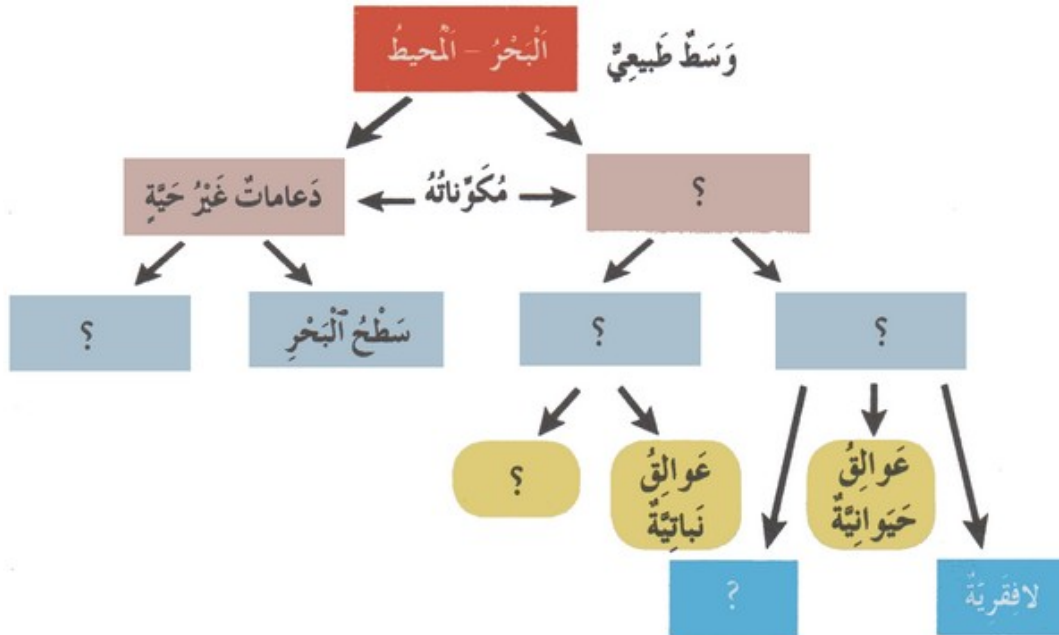 وَسَطٌ طَبيعِيٌّ
اَلْبَحْرُ – اَلْمُحيطُ
؟
مُكَوِّناتُهُ
دَعاماتٌ غَيْرُ حَيَّةٍ
؟
؟
سَطْحُ ٱلْبَحْرِ
؟
عَوالِقُ
حَيَوانِيَّةٌ
عَوالِقُ
نَباتِيَّةٌ
؟
لافِقَرِيَّةٌ
؟